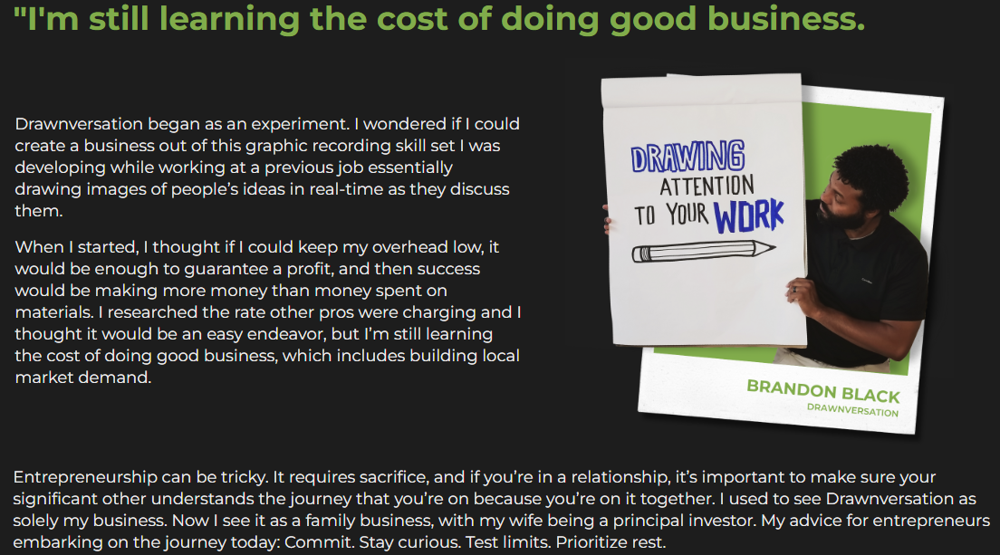 "I'm still learning the cost of doing good business.
Drawnversation began as an experiment. I wondered if I could
create a business out of this graphic recording skill set I was
developing while working at a previous job essentially
drawing images of people’s ideas in real-time as they discuss
them.
When I started, I thought if I could keep my overhead low, it
would be enough to guarantee a profit, and then success
would be making more money than money spent on
materials. I researched the rate other pros were charging and I
thought it would be an easy endeavor, but I’m still learning
the cost of doing good business, which includes building local
market demand.
DRAWING
ATTENTION
TO YOUR WORK
BRANDON BLACK
DRAWNVERSATION
Entrepreneurship can be tricky. It requires sacrifice, and if you’re in a relationship, it’s important to make sure your
significant other understands the journey that you’re on because you’re on it together. I used to see Drawnversation as
solely my business. Now I see it as a family business, with my wife being a principal investor. My advice for entrepreneurs
embarking on the journey today: Commit. Stay curious. Test limits. Prioritize rest.